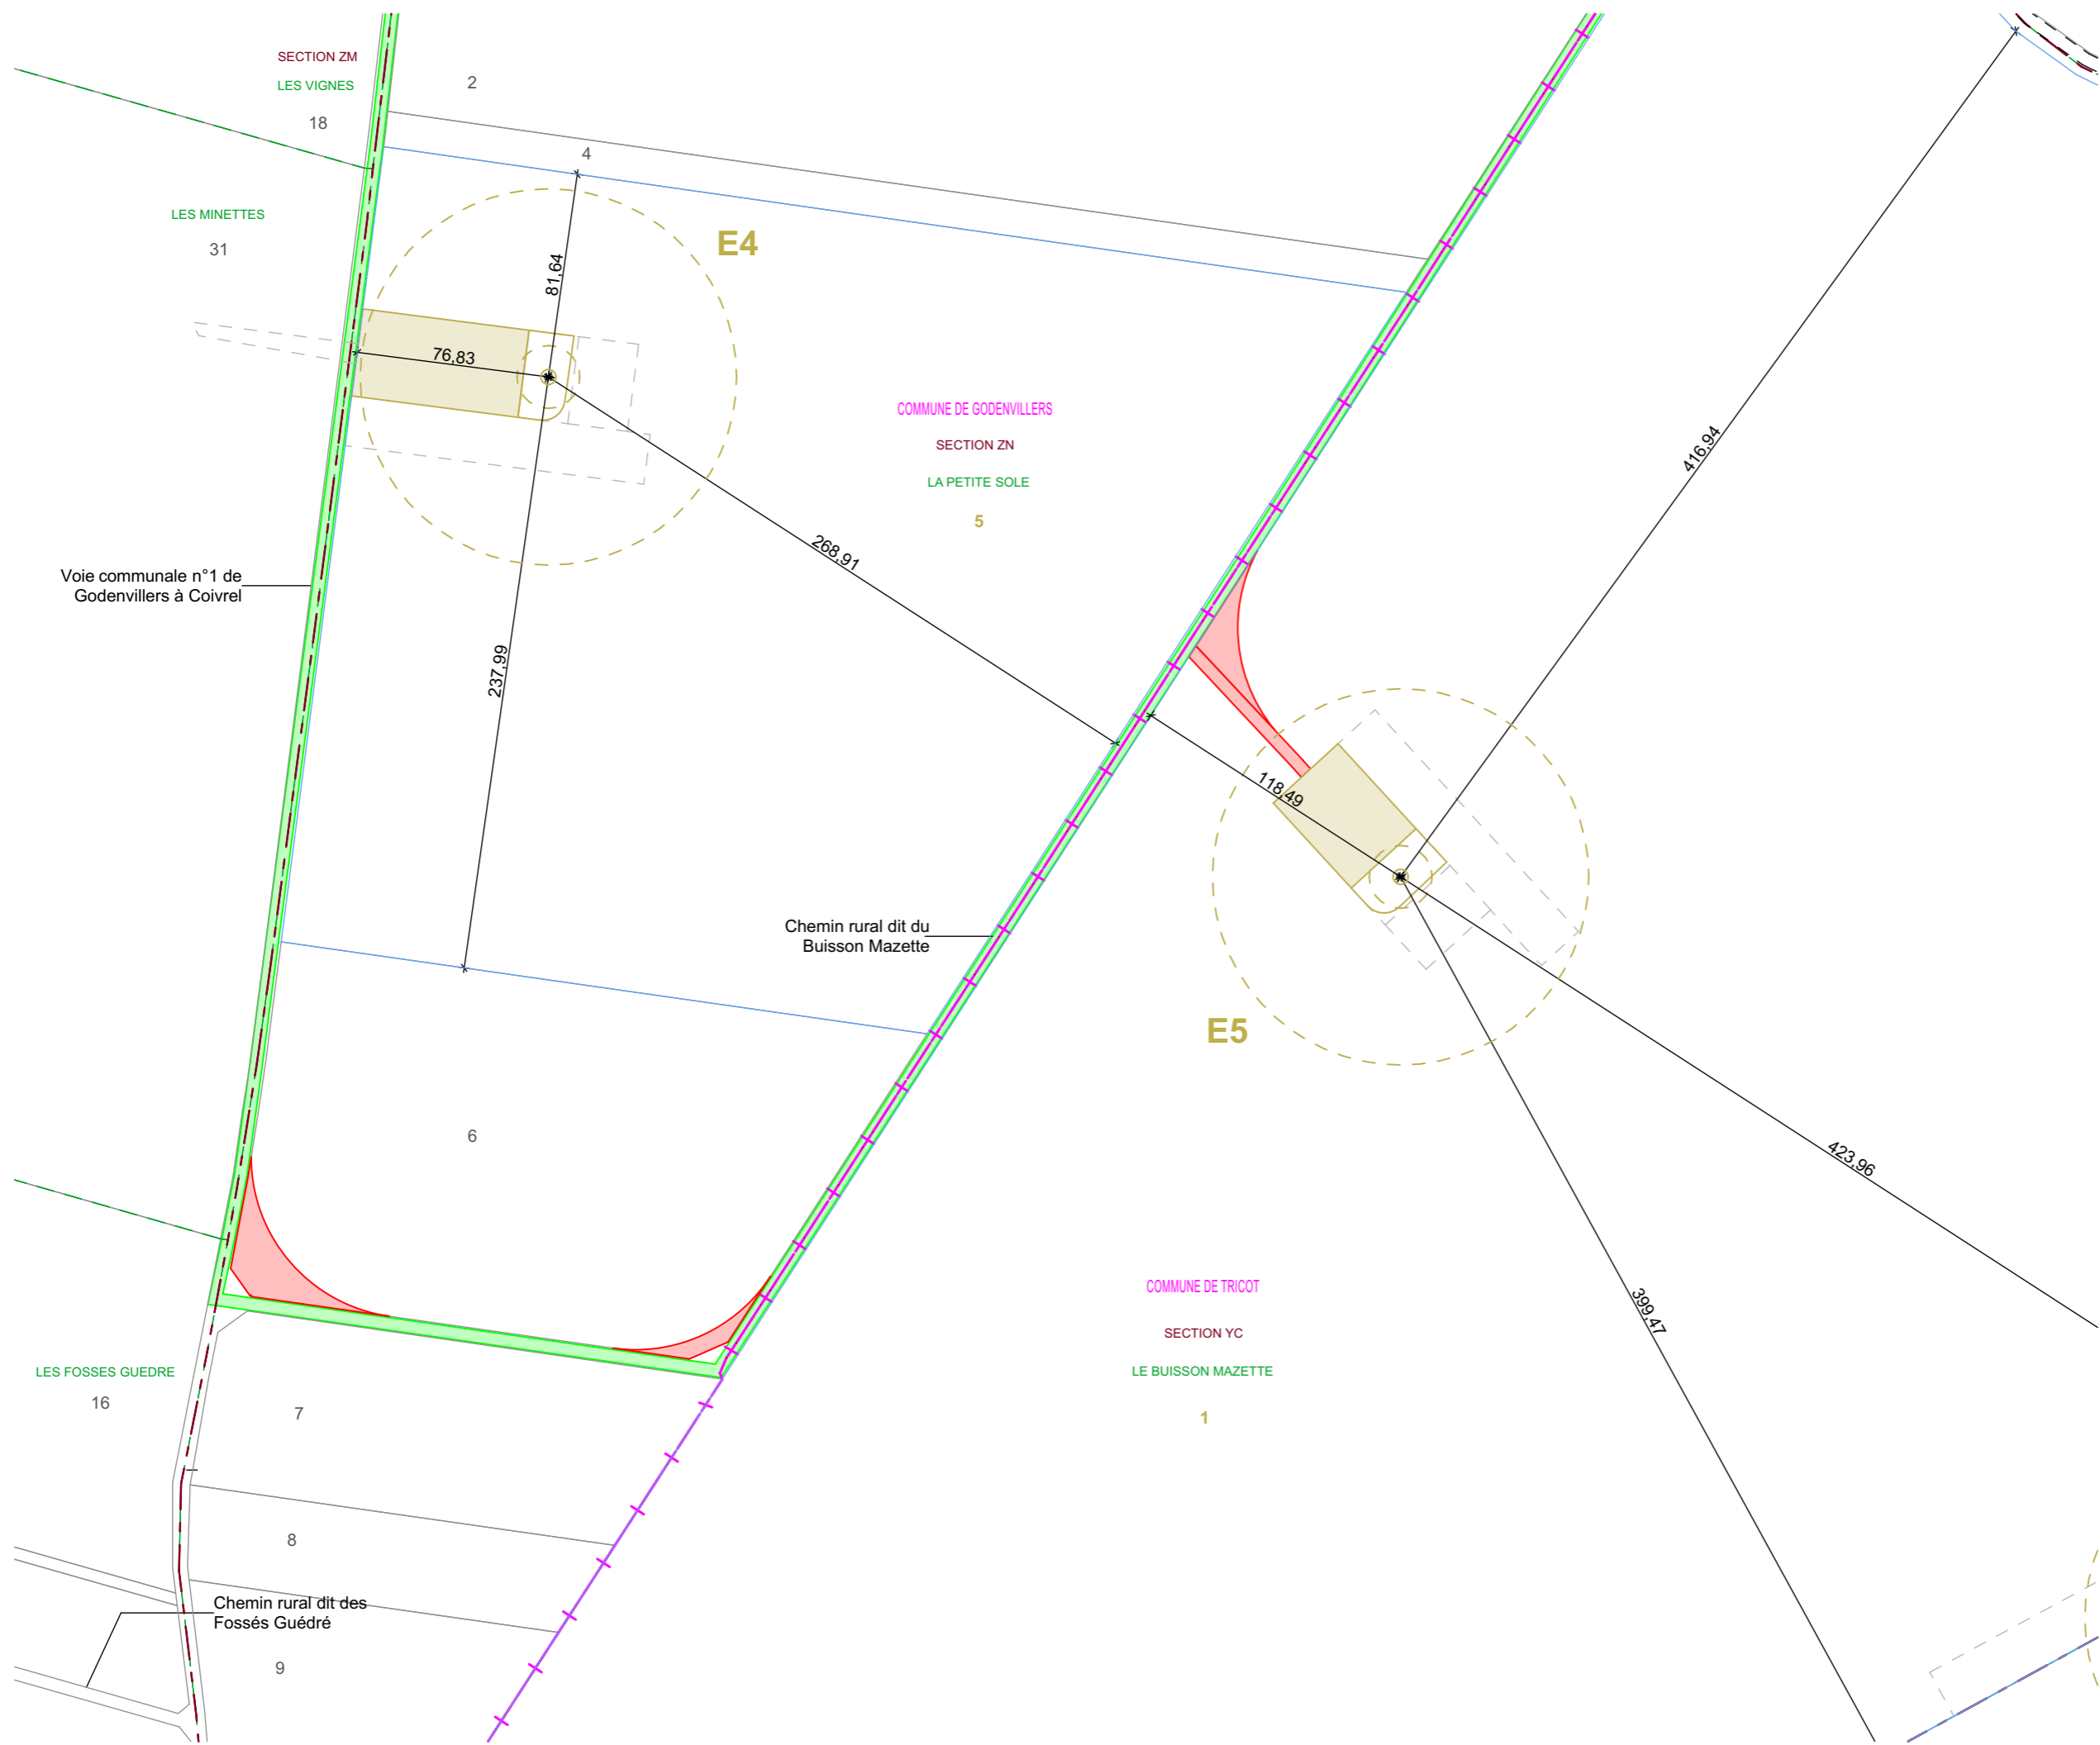 SECTION ZM
LES VIGNES
18
2
4
LES MINETTES
31
E4
81,64
76,83
COMMUNE DE GODENVILLERS
SECTION ZN
LA PETITE SOLE
5
416,94
268,91
Voie communale n°1 de
Godenvillers à Coivrel
237,99
118,49
Chemin rural dit du
Buisson Mazette
E5
6
423,96
COMMUNE DE TRICOT
SECTION YC
LE BUISSON MAZETTE
1
399,47
LES FOSSES GUEDRE
16
7
8
Chemin rural dit des
Fossés Guédré
9